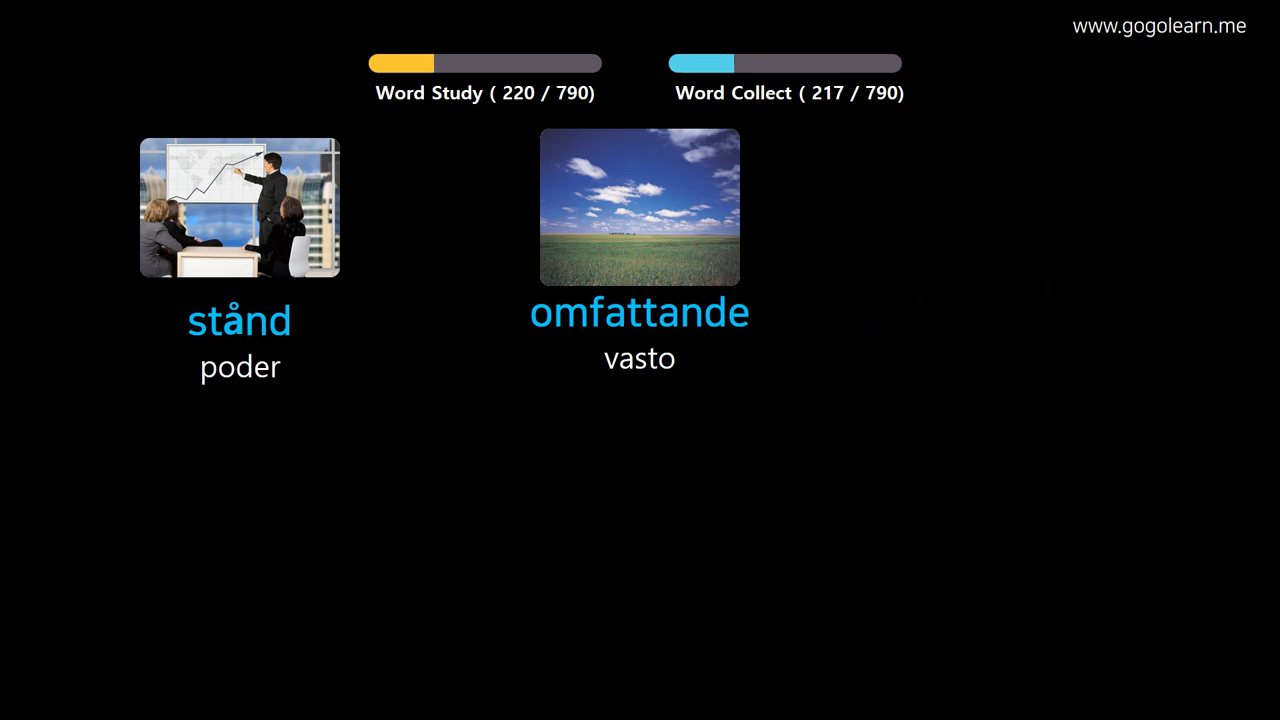 www.gogolearn.me
Word Study ( 220 / 790)
Word Collect ( 217 / 790)
stånd
poder
omfattande
vasto